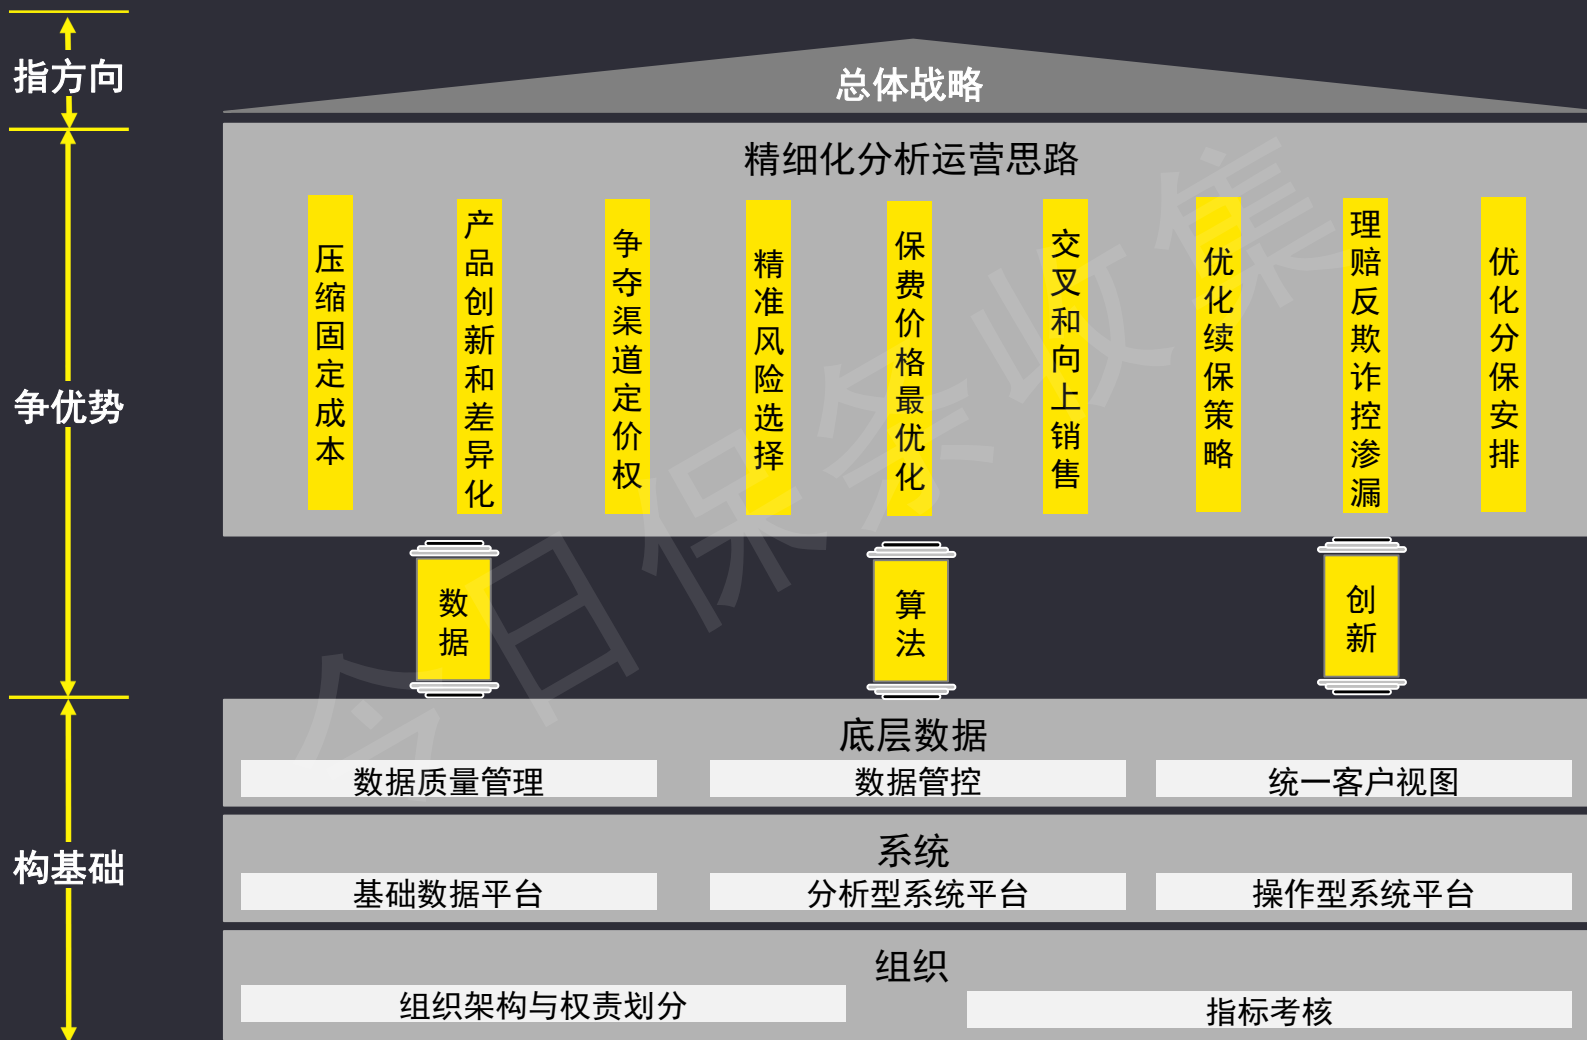 指方向
总体战略
争优势
精细化分析运营思路
压缩固定成本
产品创新和差异化
争夺渠道定价权
精准风险选择
保费价格最优化
交叉和向上销售
优化续保策略
理赔反欺诈控渗漏
优化分保安排
数据
算法
创新
构基础
底层数据
数据质量管理
数据管控
统一客户视图
系统
基础数据平台
分析型系统平台
操作型系统平台
组织
组织架构与权责划分
指标考核
今日保条收集